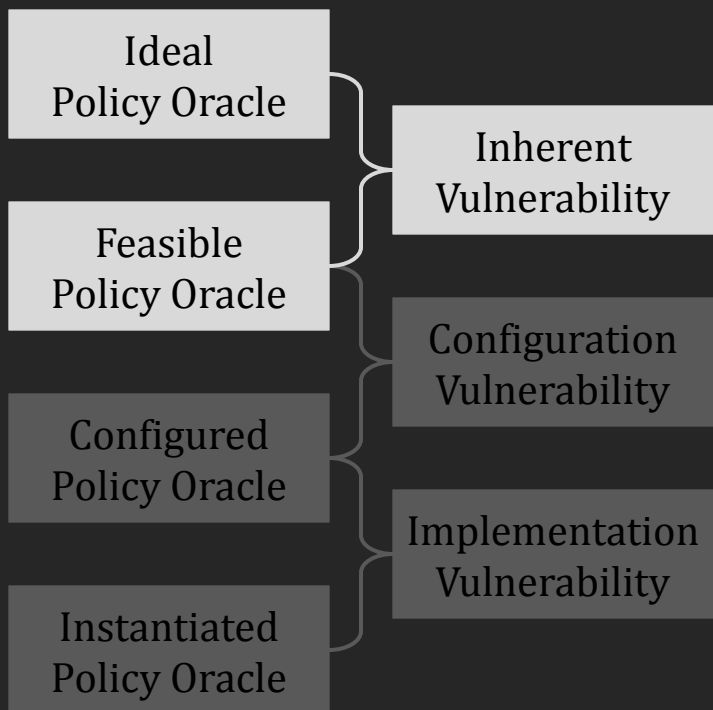 Ideal
Policy Oracle
Inherent
Vulnerability
Feasible
Policy Oracle
Configuration
Vulnerability
Configured
Policy Oracle
Implementation
Vulnerability
Instantiated
Policy Oracle